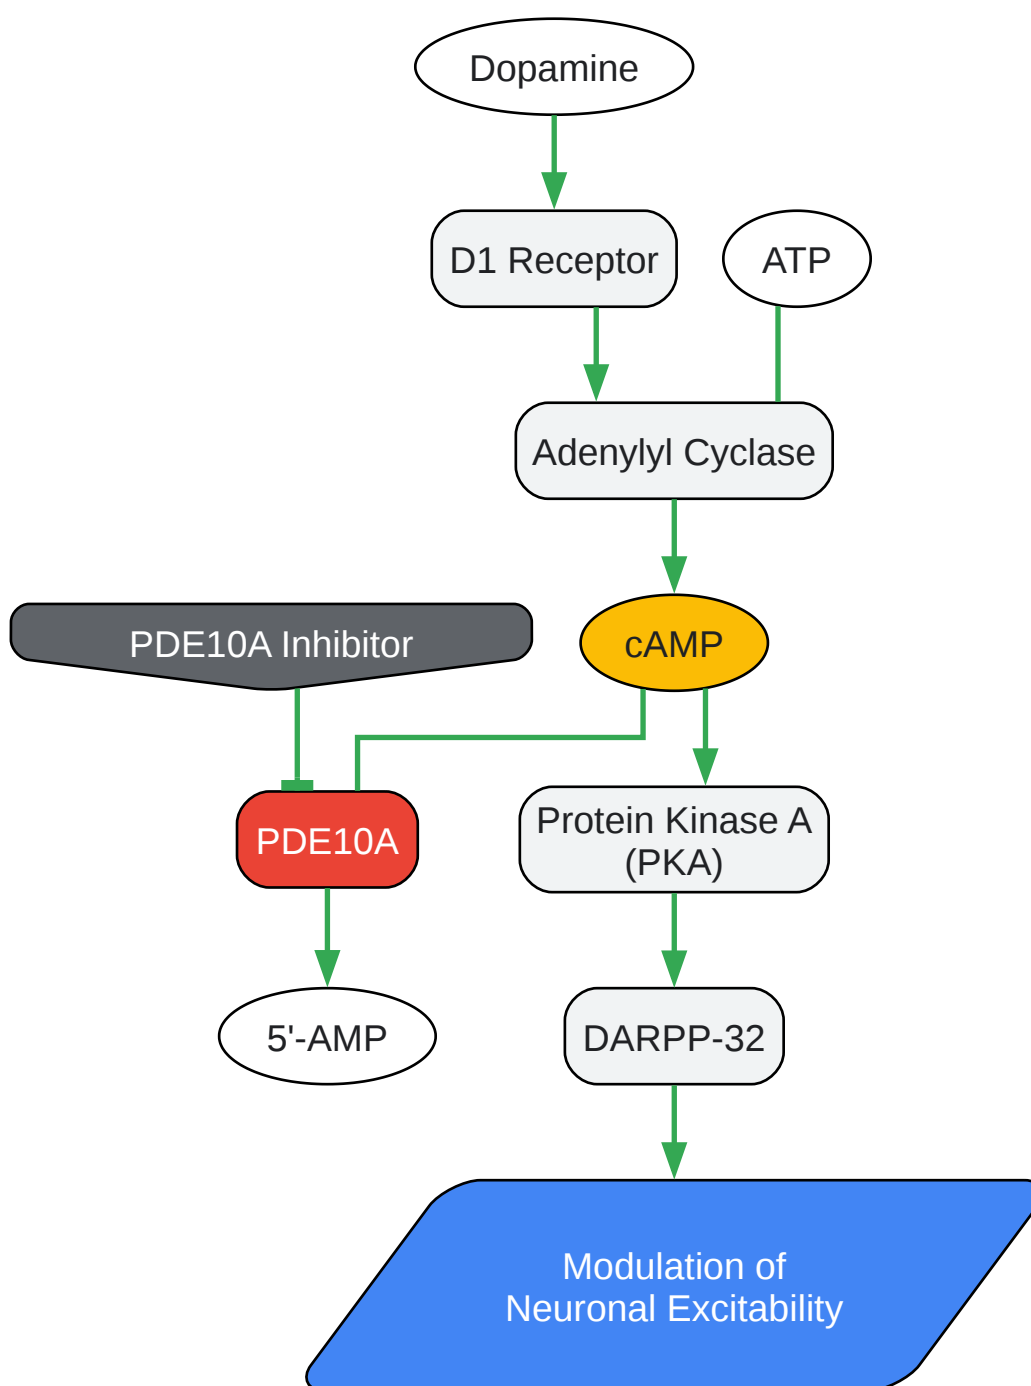 Dopamine
D1 Receptor
ATP
Adenylyl Cyclase
PDE10A Inhibitor
cAMP
PDE10A
Protein Kinase A
(PKA)
5'-AMP
DARPP-32
Modulation of
Neuronal Excitability